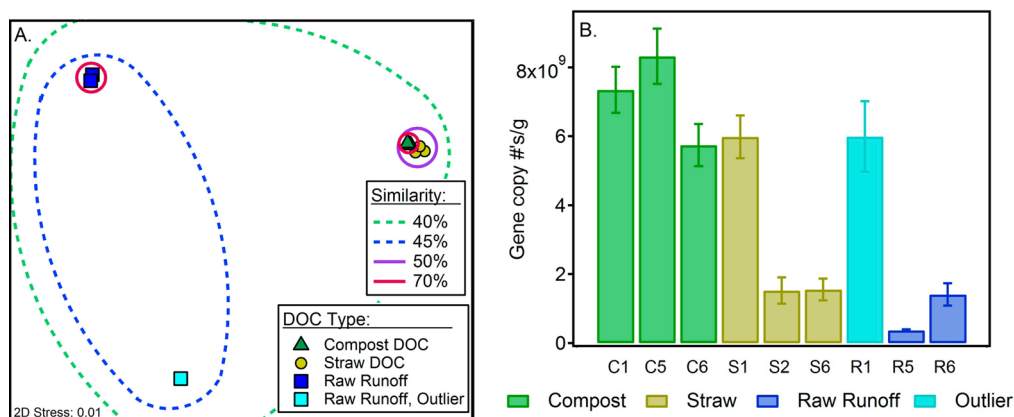 A.
Similarity:
40%
45%
50%
70%
DOC Type:
Compost DOC
Straw DOC
Raw Runoff
Raw Runoff, Outlier
2D Stress: 0.01
B.
Gene copy #'s/g
8x10⁹
6
4
2
0
C1 C5 C6 S1 S2 S6 R1 R5 R6
Compost Straw Raw Runoff Outlier